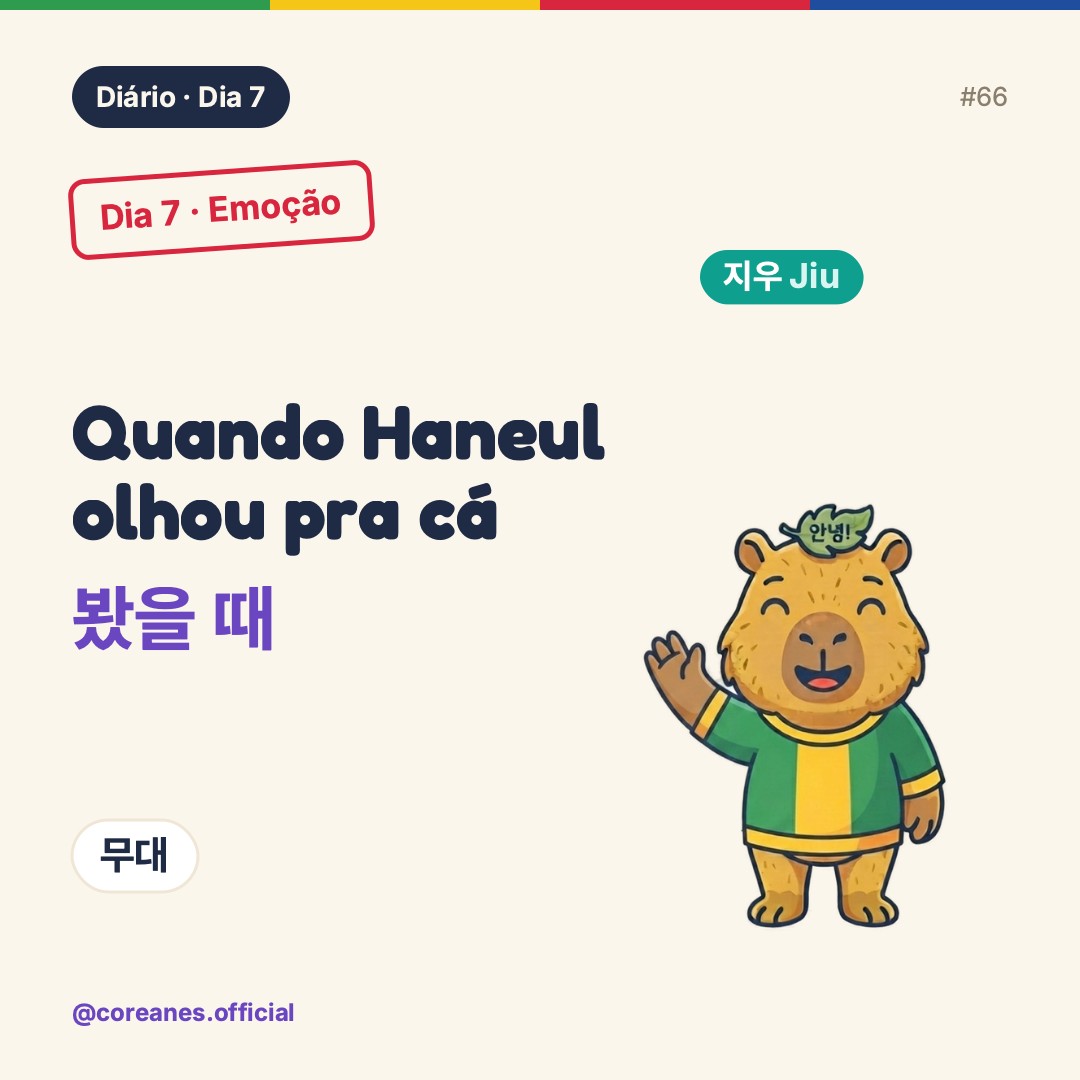 Diário · Dia 7
#66
Dia 7 · Emoção
지우 Jiu
Quando Haneul
olhou pra cá
봤을 때
안녕!
무대
@coreanes.official